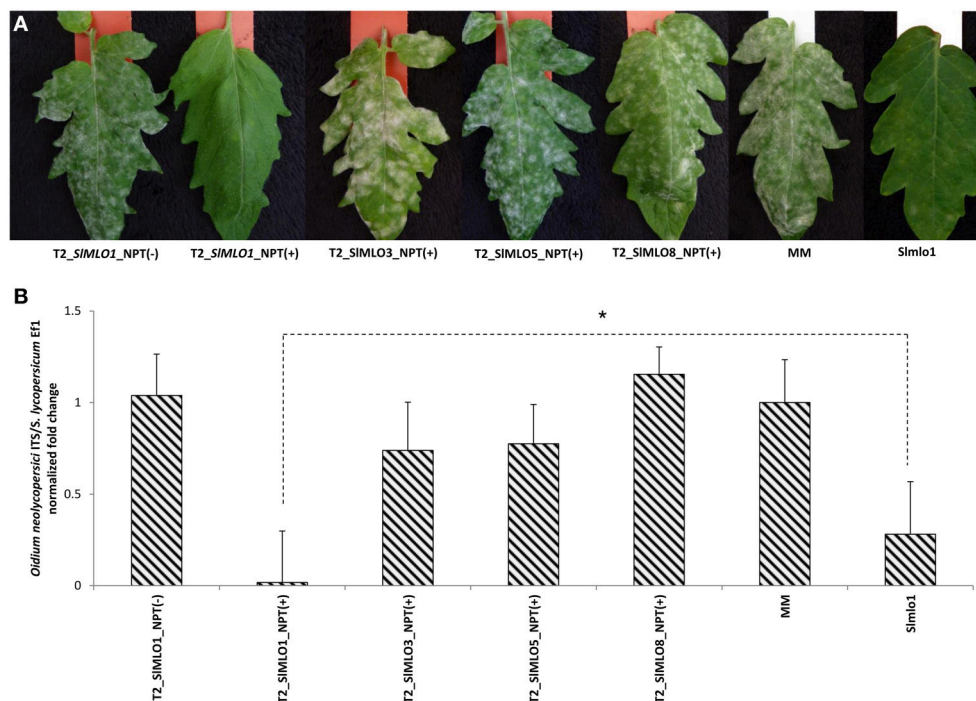 A
T2_SlMLO1_NPT(-)
T2_SlMLO1_NPT(+)
T2_SlMLO3_NPT(+)
T2_SlMLO5_NPT(+)
T2_SlMLO8_NPT(+)
MM
Slmlo1
B
Oidium neolycopersici ITS/S. lycopersicum Ef1
normalized fold change
1.5
1
0.5
0
*
T2_SlMLO1_NPT(-)
T2_SlMLO1_NPT(+)
T2_SlMLO3_NPT(+)
T2_SlMLO5_NPT(+)
T2_SlMLO8_NPT(+)
MM
Slmlo1